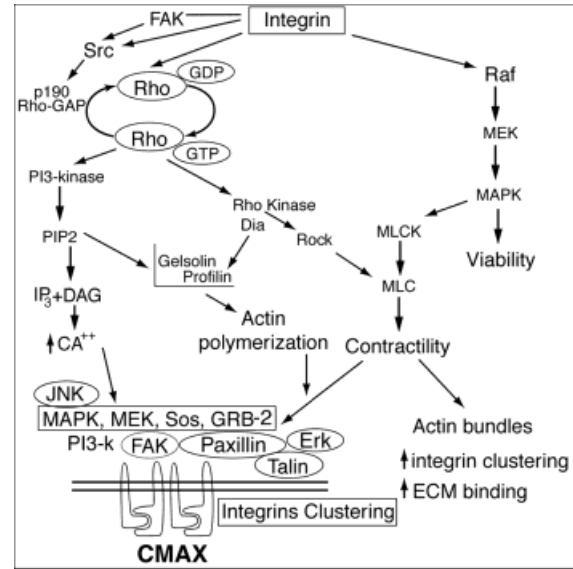 FAK
Integrin
Src
GDP
Rho
p190
Rho-GAP
Raf
Rho
GTP
MEK
PI3-kinase
MAPK
Rho Kinase
Dia
Rock
MLCK
PIP2
Viability
Gelsolin
Profilin
MLC
IP3+DAG
Actin
polymerization
CA++
Contractility
JNK
MAPK, MEK, Sos, GRB-2
PI3-k FAK Paxillin Erk
Talin
Actin bundles
integrin clustering
ECM binding
Integrins Clustering
CMAX